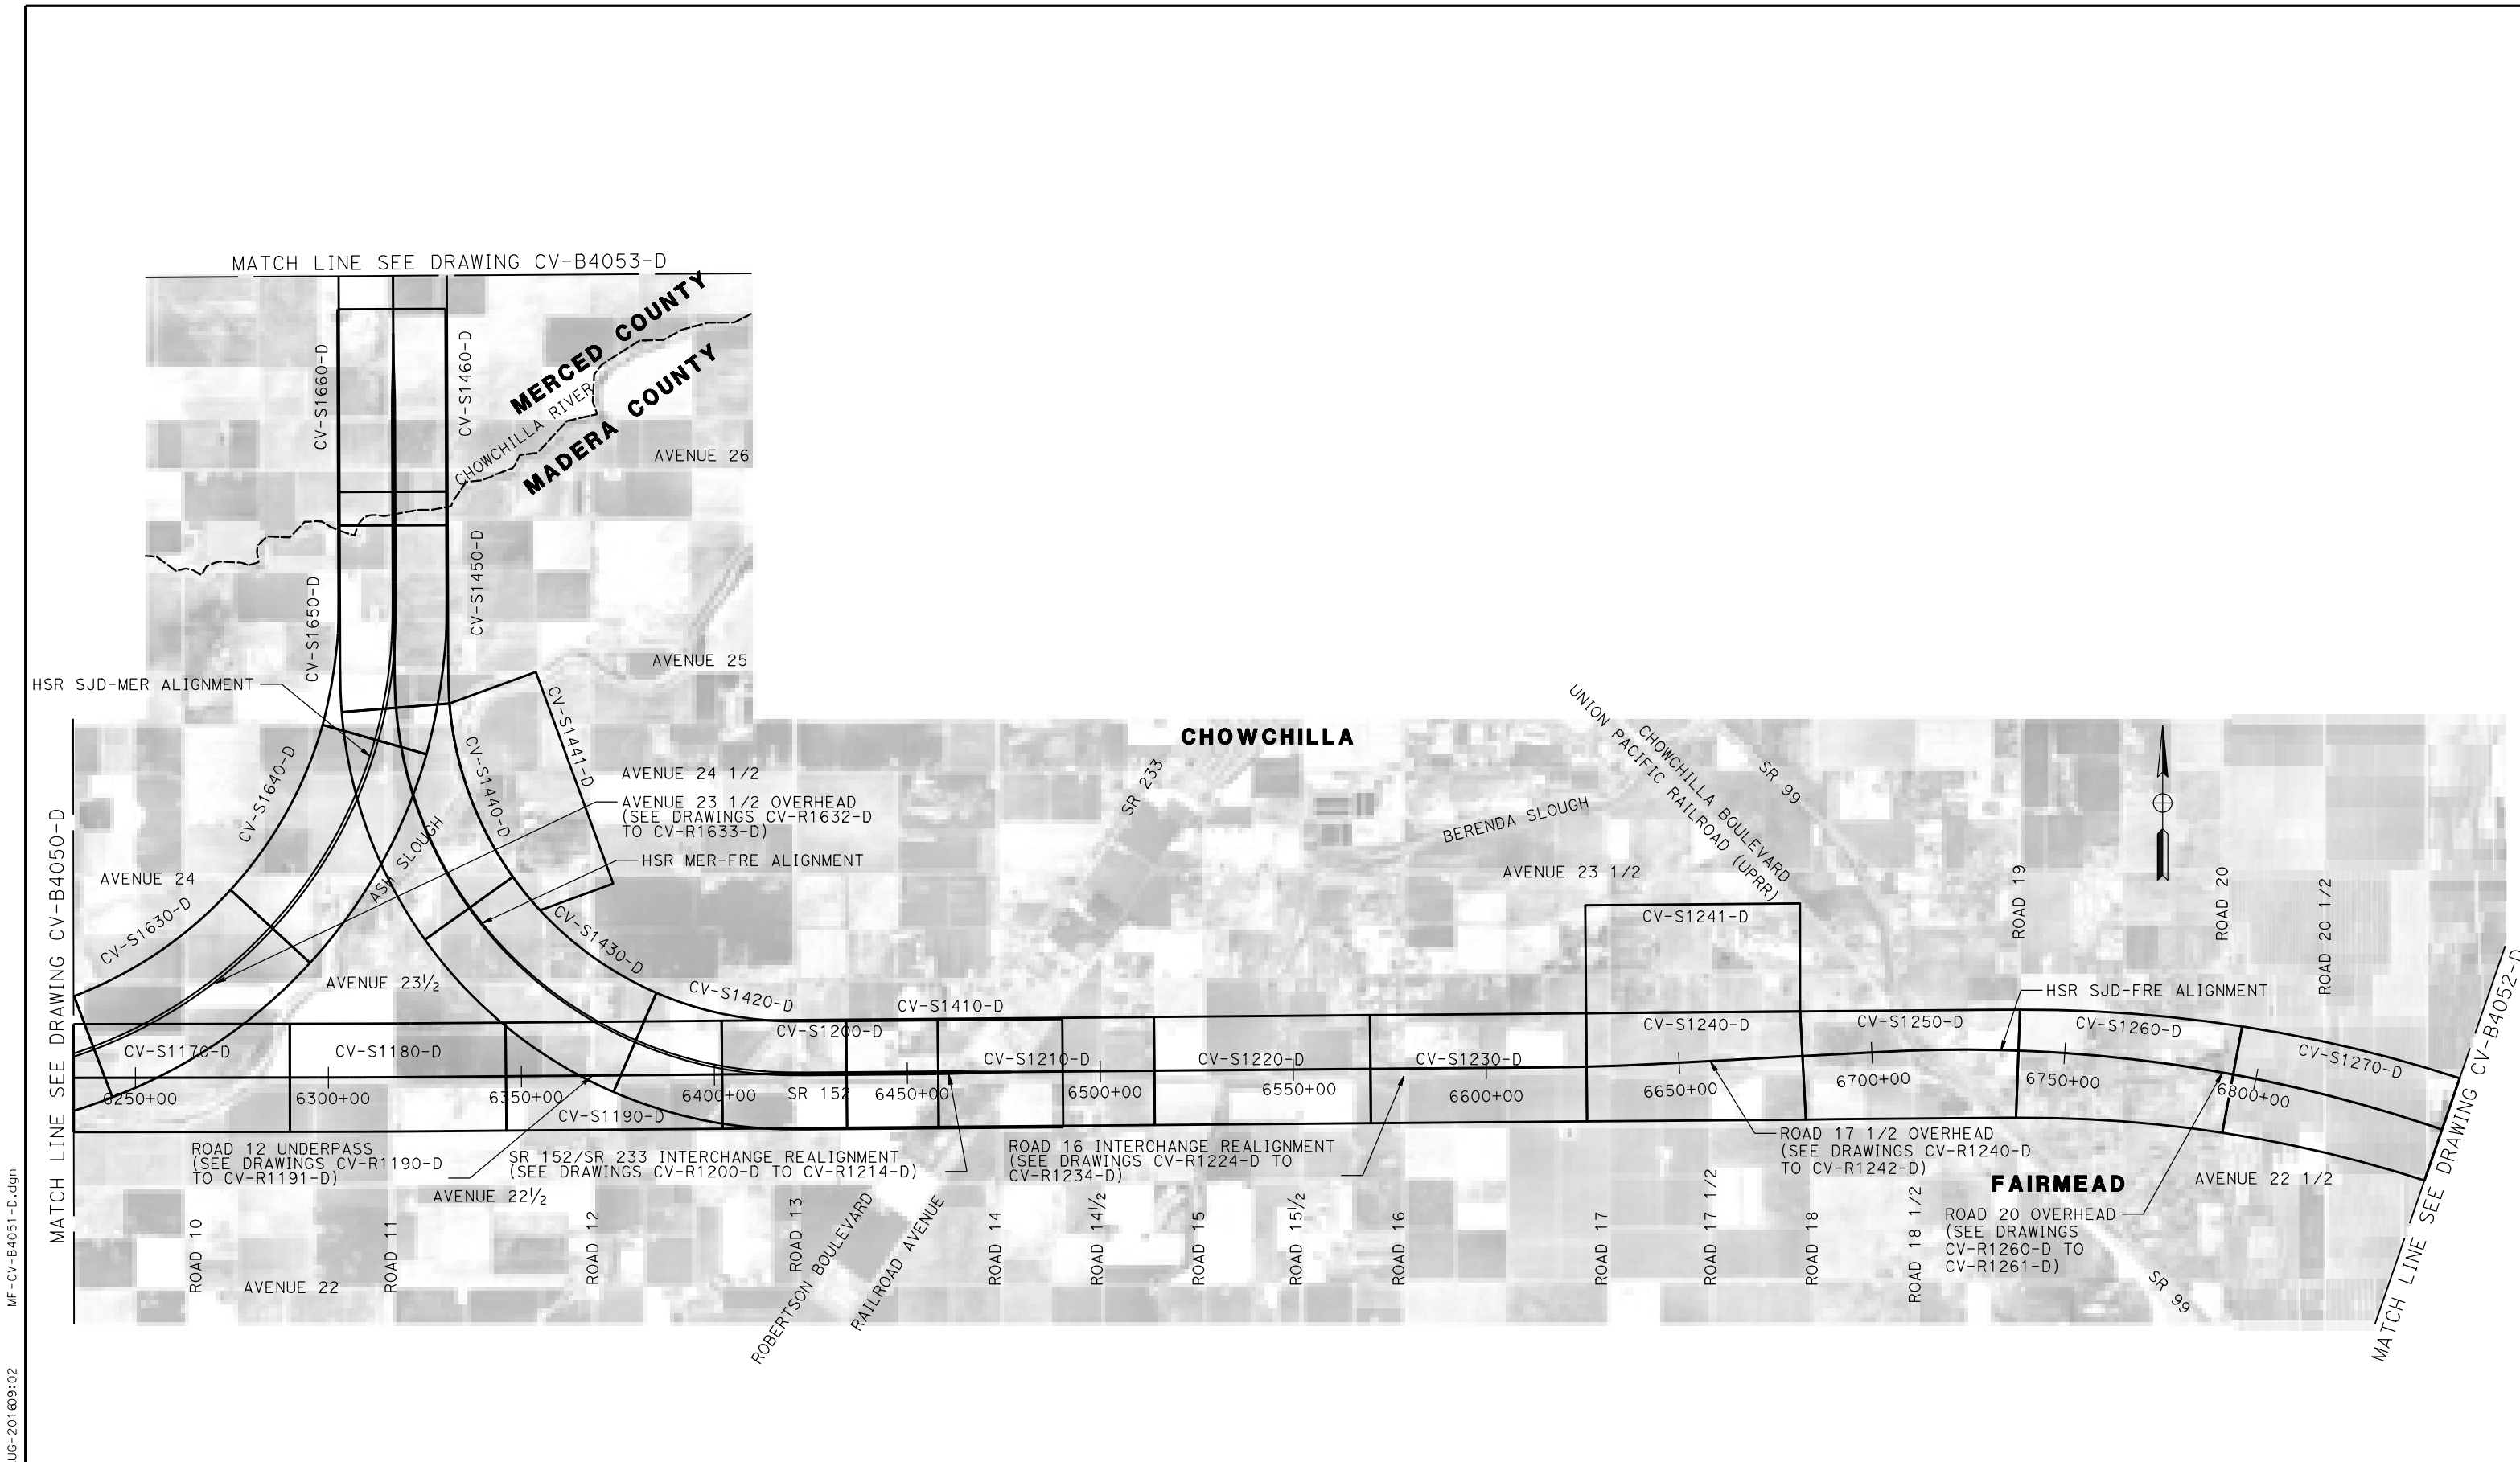 MATCH LINE SEE DRAWING CV-B4053-D
MERCED COUNTY
CHOWCHILLA RIVER
MADERA COUNTY
CV-S1660-D
CV-S1460-D
AVENUE 26
CV-S1650-D
CV-S1450-D
AVENUE 25
HSR SJD-MER ALIGNMENT
CV-S1441-D
UNION PACIFIC RAILROAD (UPRR)
CHOWCHILLA BOULEVARD
CHOWCHILLA
SR 233
SR 99
CV-S1640-D
CV-S1440-D
AVENUE 24 1/2
AVENUE 23 1/2 OVERHEAD
(SEE DRAWINGS CV-R1632-D
TO CV-R1633-D)
HSR MER-FRE ALIGNMENT
ASH SLOUGH
BERENDA SLOUGH
AVENUE 23 1/2
AVENUE 24
MATCH LINE SEE DRAWING CV-B4050-D
CV-S1630-D
CV-S1430-D
CV-S1241-D
ROAD 19
ROAD 20
ROAD 20 1/2
AVENUE 23½
CV-S1420-D
CV-S1410-D
HSR SJD-FRE ALIGNMENT
MATCH LINE SEE DRAWING CV-B4052-D
CV-S1170-D
CV-S1180-D
CV-S1190-D
CV-S1200-D
CV-S1210-D
CV-S1220-D
CV-S1230-D
CV-S1240-D
CV-S1250-D
CV-S1260-D
CV-S1270-D
6250+00
6300+00
6350+00
6400+00
SR 152
6450+00
6500+00
6550+00
6600+00
6650+00
6700+00
6750+00
6800+00
ROAD 12 UNDERPASS
(SEE DRAWINGS CV-R1190-D
TO CV-R1191-D)
SR 152/SR 233 INTERCHANGE REALIGNMENT
(SEE DRAWINGS CV-R1200-D TO CV-R1214-D)
ROAD 16 INTERCHANGE REALIGNMENT
(SEE DRAWINGS CV-R1224-D TO
CV-R1234-D)
ROAD 17 1/2 OVERHEAD
(SEE DRAWINGS CV-R1240-D
TO CV-R1242-D)
FAIRMEAD
AVENUE 22 1/2
ROAD 20 OVERHEAD
(SEE DRAWINGS
CV-R1260-D TO
CV-R1261-D)
AVENUE 22½
ROAD 10
AVENUE 22
ROAD 11
ROAD 12
ROAD 13
ROBERTSON BOULEVARD
RAILROAD AVENUE
ROAD 14
ROAD 14½
ROAD 15
ROAD 15½
ROAD 16
ROAD 17
ROAD 17 1/2
ROAD 18
ROAD 18 1/2
SR 99
MF-CV-B4051-D.dgn